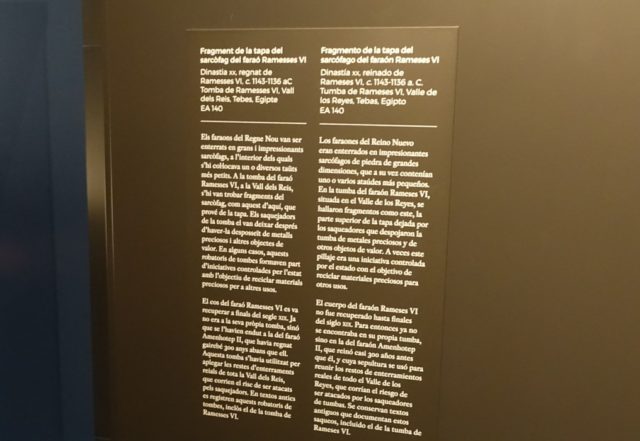 Fragment de la tapa del
sarcòfag del faraó Ramesses VI
Dinastia XX, regnat de
Ramesses VI, c. 1143-1136 aC
Tomba de Ramesses VI, Vall
dels Reis, Tebes, Egipte
EA 140
Els faraons del Regne Nou van ser
enterrats en grans i impressionants
sarcòfags, a l'interior dels quals
s'hi col·locava un o diversos taüts
més petits. A la tomba del faraó
Ramesses VI, a la Vall dels Reis,
s'hi van trobar fragments del
sarcòfag, com aquest d'aquí, que
prové de la tapa. Els saquejadors
de la tomba el van deixar després
d'haver-la desposseït de metalls
preciosos i altres objectes de
valor. En alguns casos, aquests
robatoris de tombes formaven part
d'iniciatives controlades per l'estat
amb l'objectiu de reciclar materials
preciosos per a altres usos.
El cos del faraó Ramesses VI es va
recuperar a finals del segle XIX. Ja
no era a la seva pròpia tomba, sinó
que se l'havien endut a la del faraó
Amenhotep II, que havia regnat
gairebé 300 anys abans que ell.
Aquesta tomba s'havia utilitzat per
aplegar les restes d'enterraments
reials de tota la Vall dels Reis,
que corrien el risc de ser atacats
pels saquejadors. En textos antics
es registren aquests robatoris de
tombes, inclòs el de la tomba de
Ramesses VI.
Fragmento de la tapa del
sarcófago del faraón Rameses VI
Dinastía XX, reinado de
Rameses VI, c. 1143-1136 a. C.
Tumba de Rameses VI, Valle de
los Reyes, Tebas, Egipto
EA 140
Los faraones del Reino Nuevo
eran enterrados en impresionantes
sarcófagos de piedra de grandes
dimensiones, que a su vez contenían
uno o varios ataúdes más pequeños.
En la tumba del faraón Rameses VI,
situada en el Valle de los Reyes, se
hallaron fragmentos como este, la
parte superior de la tapa dejada por
los saqueadores que despojaron la
tumba de metales preciosos y de
otros objetos de valor. A veces este
pillaje era una iniciativa controlada
por el estado con el objetivo de
reciclar materiales preciosos para
otros usos.
El cuerpo del faraón Rameses VI
no fue recuperado hasta finales
del siglo XIX. Para entonces ya no
se encontraba en su propia tumba,
sino en la del faraón Amenhotep
II, que reinó casi 300 años antes
que él, y cuya sepultura se usó para
reunir los restos de enterramientos
reales de todo el Valle de los
Reyes, que corrían el riesgo de
ser atacados por los saqueadores
de tumbas. Se conservan textos
antiguos que documentan estos
saqueos, incluido el de la tumba de
Rameses VI.